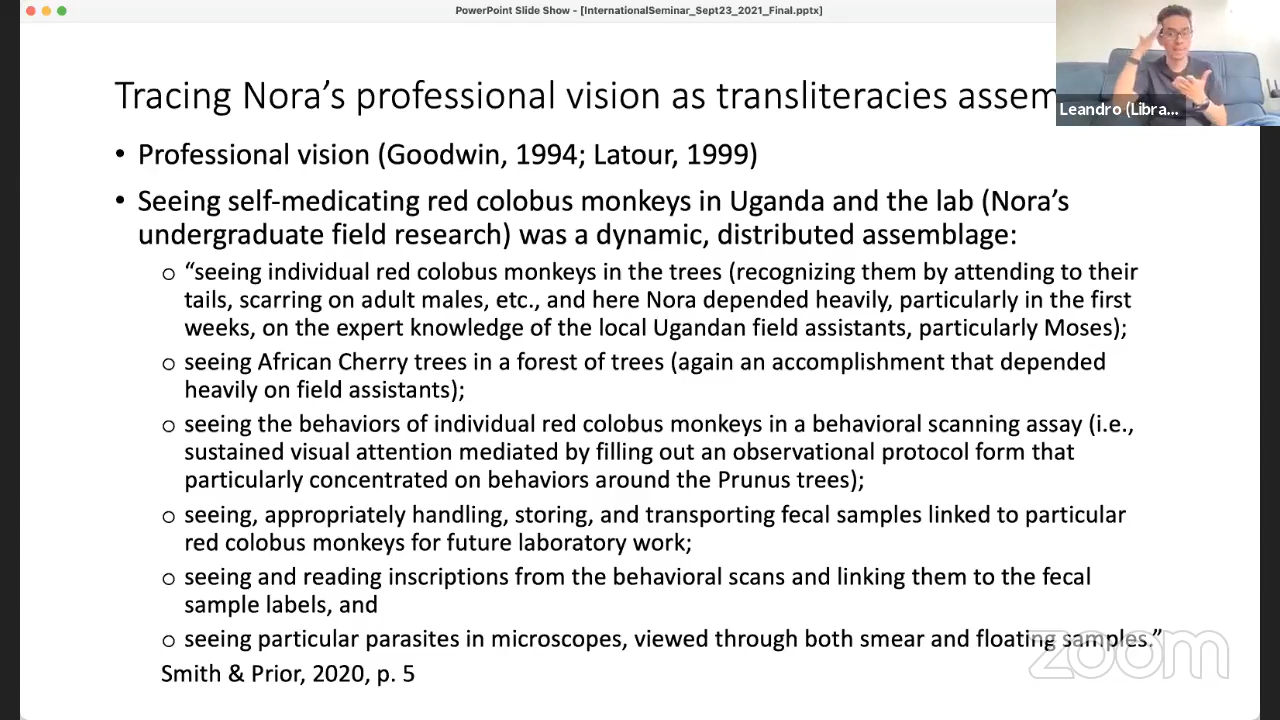 PowerPoint Slide Show - [InternationalSeminar_Sept23_2021_Final.pptx]
Tracing Nora's professional vision as transliteracies assem
Leandro (Libra...
• Professional vision (Goodwin, 1994; Latour, 1999)
• Seeing self-medicating red colobus monkeys in Uganda and the lab (Nora's
undergraduate field research) was a dynamic, distributed assemblage:
o “seeing individual red colobus monkeys in the trees (recognizing them by attending to their
tails, scarring on adult males, etc., and here Nora depended heavily, particularly in the first
weeks, on the expert knowledge of the local Ugandan field assistants, particularly Moses);
o seeing African Cherry trees in a forest of trees (again an accomplishment that depended
heavily on field assistants);
o seeing the behaviors of individual red colobus monkeys in a behavioral scanning assay (i.e.,
sustained visual attention mediated by filling out an observational protocol form that
particularly concentrated on behaviors around the Prunus trees);
o seeing, appropriately handling, storing, and transporting fecal samples linked to particular
red colobus monkeys for future laboratory work;
o seeing and reading inscriptions from the behavioral scans and linking them to the fecal
sample labels, and
o seeing particular parasites in microscopes, viewed through both smear and floating samples.”
Smith & Prior, 2020, p. 5
zoom